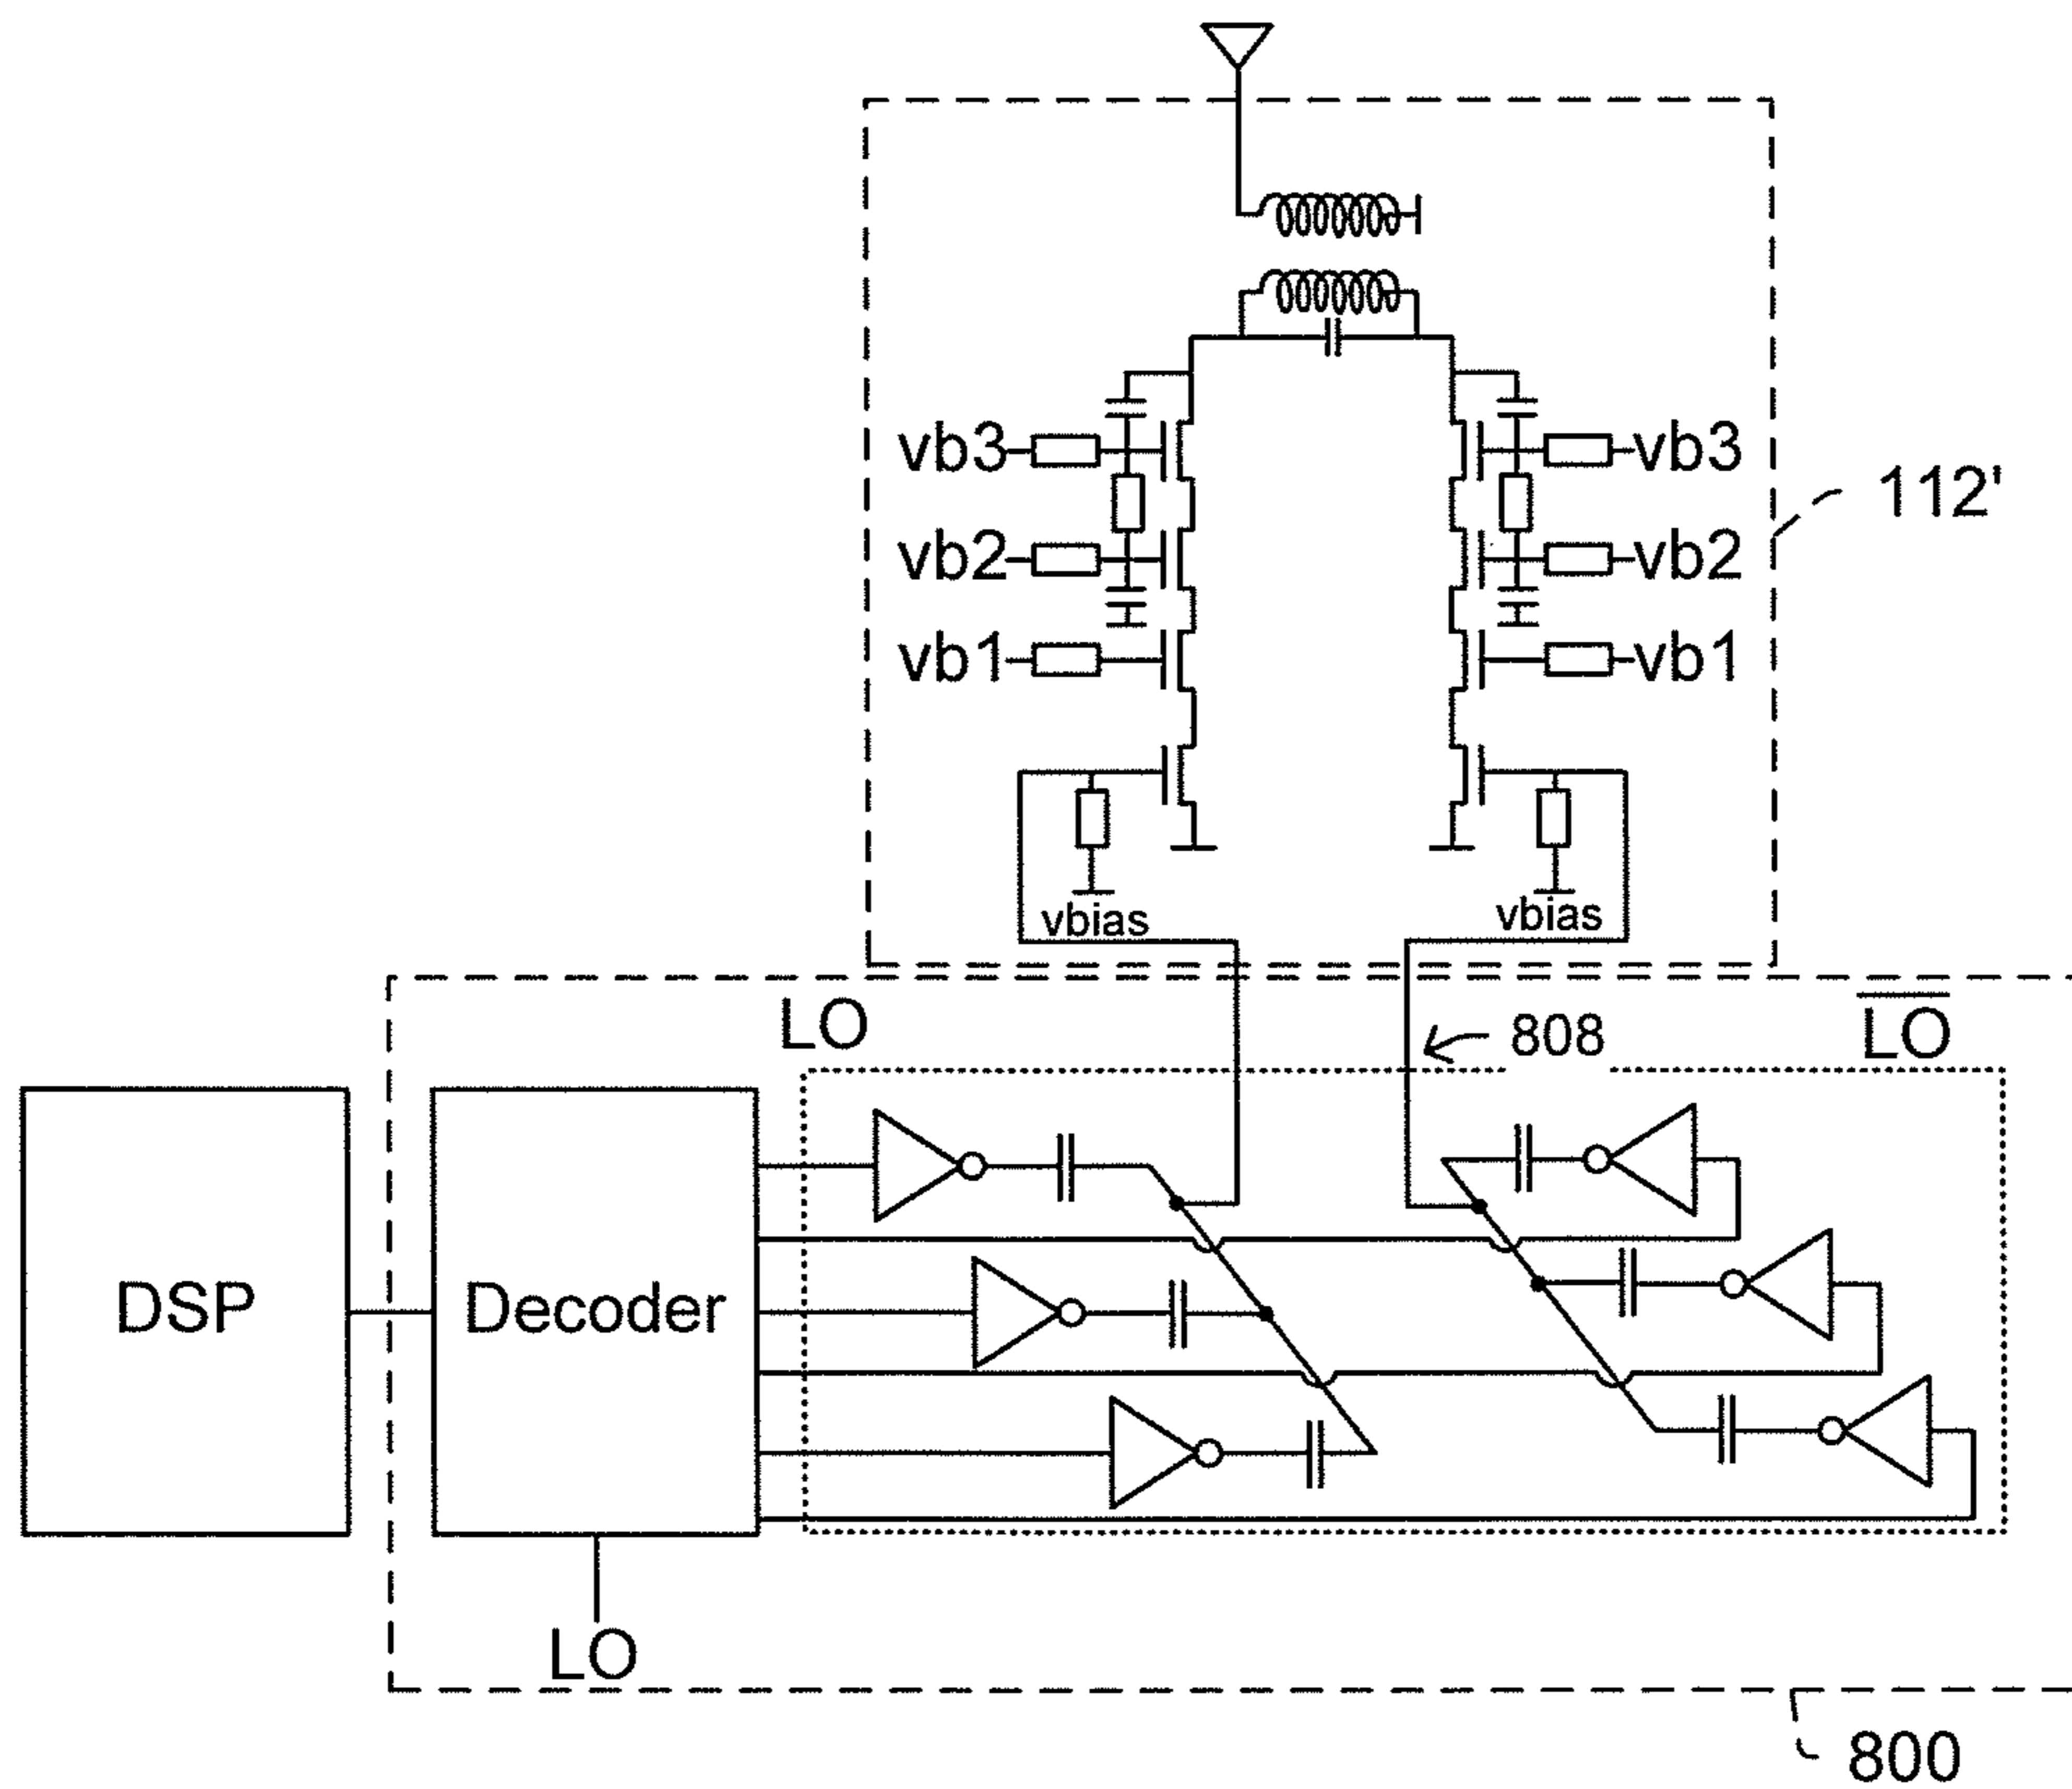 vb3
vb3
112'
vb2
vb2
vb1
vb1
vbias
vbias
LO
LO
808
DSP
Decoder
LO
800